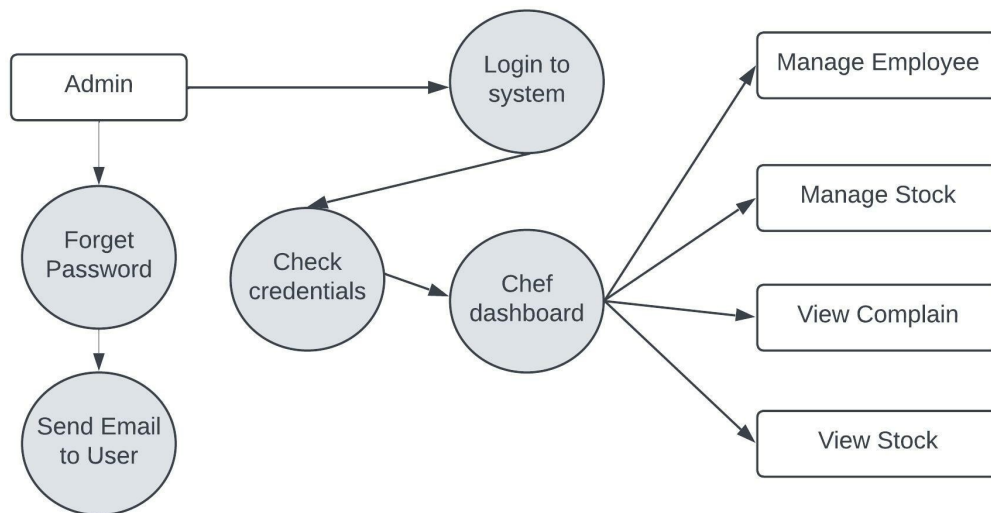 Admin
Login to
system
Manage Employee
Manage Stock
Forget
Password
Check
credentials
Chef
dashboard
View Complain
Send Email
to User
View Stock